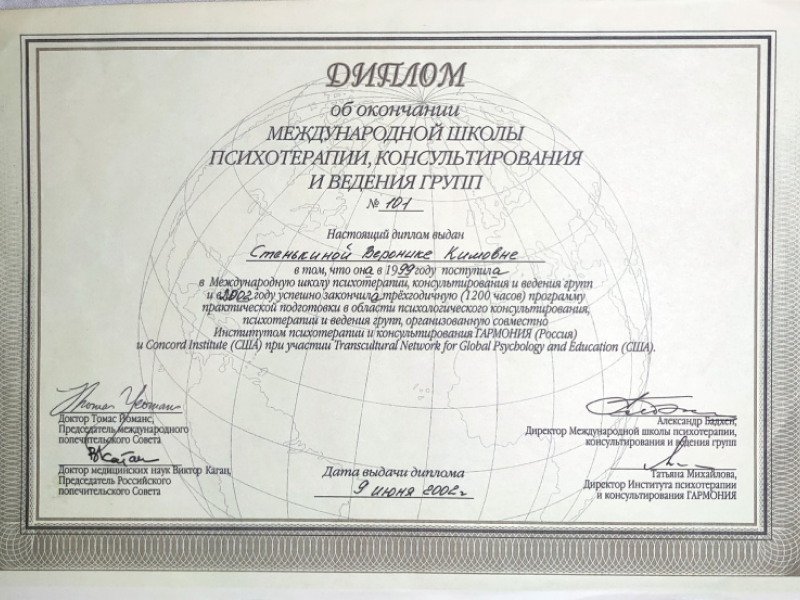 ДИПЛОМ
об окончании
МЕЖДУНАРОДНОЙ ШКОЛЫ
ПСИХОТЕРАПИИ, КОНСУЛЬТИРОВАНИЯ
И ВЕДЕНИЯ ГРУПП
№ 101
Настоящий диплом выдан
Стенькиной Веронике Кимовне
в том, что она в 1999 году поступила
в Международную школу психотерапии, консультирования и ведения групп
и в 2002 году успешно закончила трёхгодичную (1200 часов) программу
практической подготовки в области психологического консультирования,
психотерапии и ведения групп, организованную совместно
Институтом психотерапии и консультирования ГАРМОНИЯ (Россия)
и Concord Institute (США) при участии Transcultural Network for Global Psychology and Education (США).
Доктор Томас Йоманс,
Председатель международного
попечительского Совета
Доктор медицинских наук Виктор Каган,
Председатель Российского
попечительского Совета
Дата выдачи диплома
9 июня 2002 г.
Александр Бадхен,
Директор Международной школы психотерапии,
консультирования и ведения групп
Татьяна Михайлова,
Директор Института психотерапии
и консультирования ГАРМОНИЯ